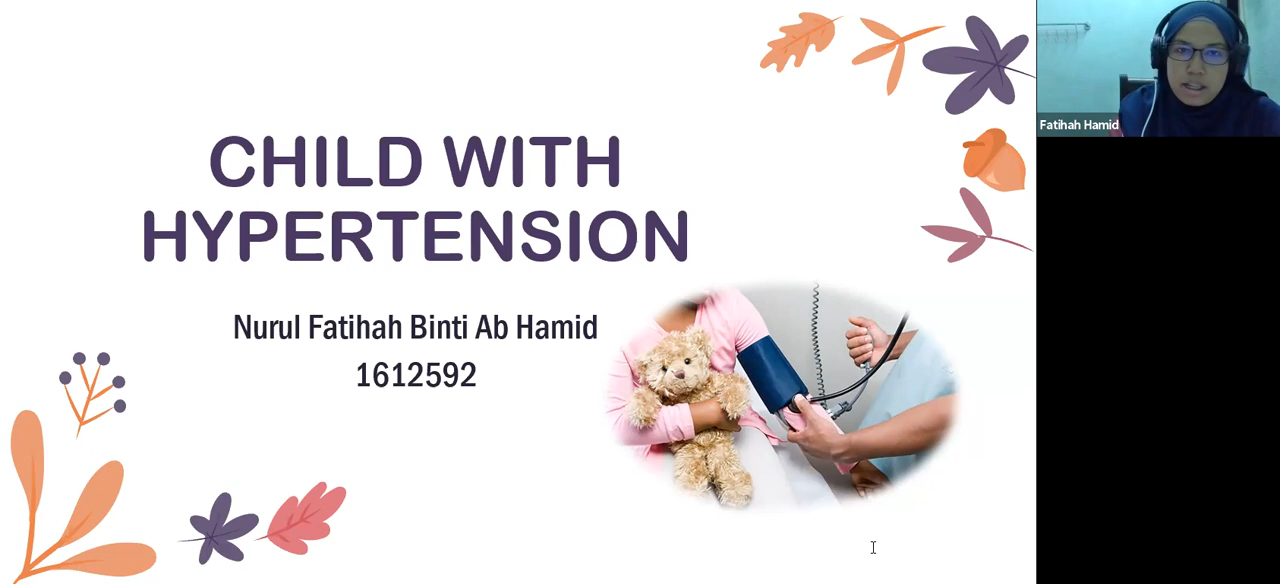 CHILD WITH
HYPERTENSION
Nurul Fatihah Binti Ab Hamid
1612592
Fatihah Hamid